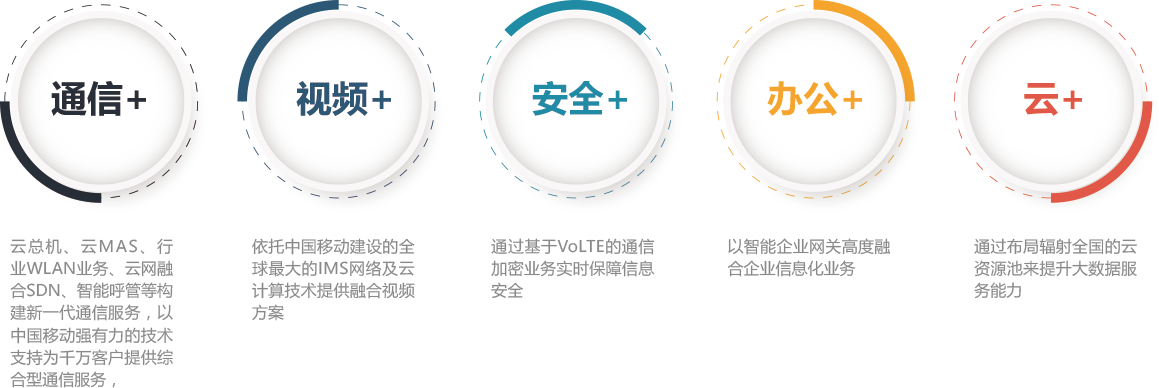 通信+
视频+
安全+
办公+
云+
云总机、云MAS、行
业WLAN业务、云网融
合SDN、智能呼管等构
建新一代通信服务，以
中国移动强有力的技术
支持为千万客户提供综
合型通信服务，
依托中国移动建设的全
球最大的IMS网络及云
计算技术提供融合视频
方案
通过基于VoLTE的通信
加密业务实时保障信息
安全
以智能企业网关高度融
合企业信息化业务
通过布局辐射全国的云
资源池来提升大数据服
务能力